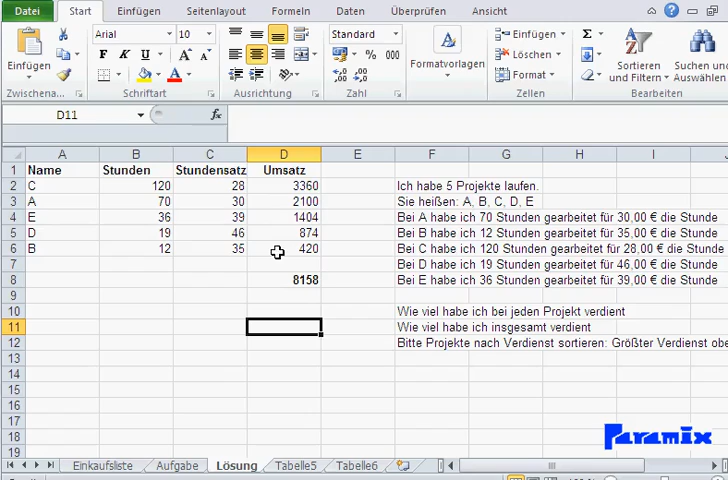 Datei Start Einfügen Seitenlayout Formeln Daten Überprüfen Ansicht
Arial 10 Standard Einfügen Σ
F K U % 000 Löschen
Einfügen A A Formatvorlagen Format Sortieren und Filtern Suchen und Auswählen
Zwischena... Schriftart Ausrichtung Zahl Zellen Bearbeiten
D11 fx
A B C D E F G H I
1 Name Stunden Stundensatz Umsatz
2 C 120 28 3360 Ich habe 5 Projekte laufen.
3 A 70 30 2100 Sie heißen: A, B, C, D, E
4 E 36 39 1404 Bei A habe ich 70 Stunden gearbeitet für 30,00 € die Stunde
5 D 19 46 874 Bei B habe ich 12 Stunden gearbeitet für 35,00 € die Stunde
6 B 12 35 420 Bei C habe ich 120 Stunden gearbeitet für 28,00 € die Stunde
7 Bei D habe ich 19 Stunden gearbeitet für 46,00 € die Stunde
8 8158 Bei E habe ich 36 Stunden gearbeitet für 39,00 € die Stunde
9
10 Wie viel habe ich bei jeden Projekt verdient
11 Wie viel habe ich insgesamt verdient
12 Bitte Projekte nach Verdienst sortieren: Größter Verdienst obe
13
14
15
16
17
18
19
Paramix
Einkaufsliste Aufgabe Lösung Tabelle5 Tabelle6